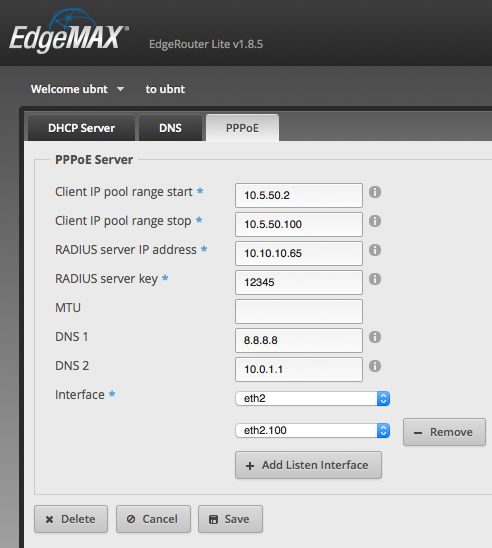 EdgeMAX® EdgeRouter Lite v1.8.5
Welcome ubnt to ubnt
DHCP Server DNS PPPoE
PPPoE Server
Client IP pool range start * 10.5.50.2
Client IP pool range stop * 10.5.50.100
RADIUS server IP address * 10.10.10.65
RADIUS server key * 12345
MTU
DNS 1 8.8.8.8
DNS 2 10.0.1.1
Interface * eth2
eth2.100 − Remove
+ Add Listen Interface
Delete Cancel Save